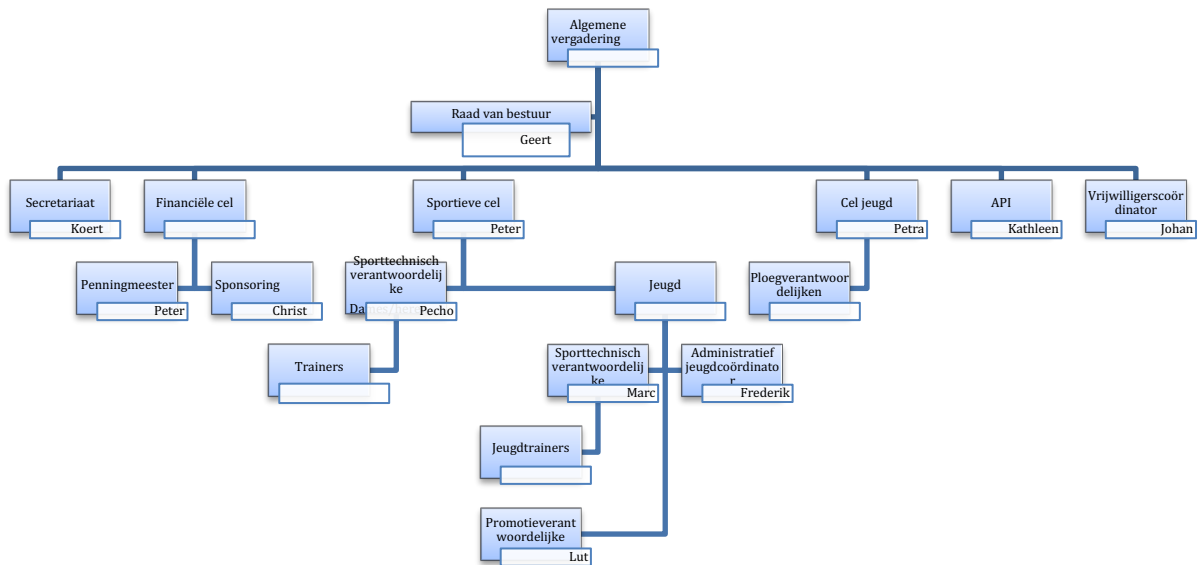 Algemene
vergadering
Raad van bestuur
Geert
Secretariaat
Koert
Financiële cel
Sportieve cel
Peter
Cel jeugd
Petra
API
Kathleen
Vrijwilligerscoör
dinator
Johan
Penningmeester
Peter
Sponsoring
Christ
Sporttechnisch
verantwoordelij
ke
Pecho
Jeugd
Ploegverantwoor
delijken
Trainers
Sporttechnisch
verantwoordelij
ke
Marc
Administratief
jeugdcoördinato
r
Frederik
Jeugdtrainers
Promotieverant
woordelijke
Lut